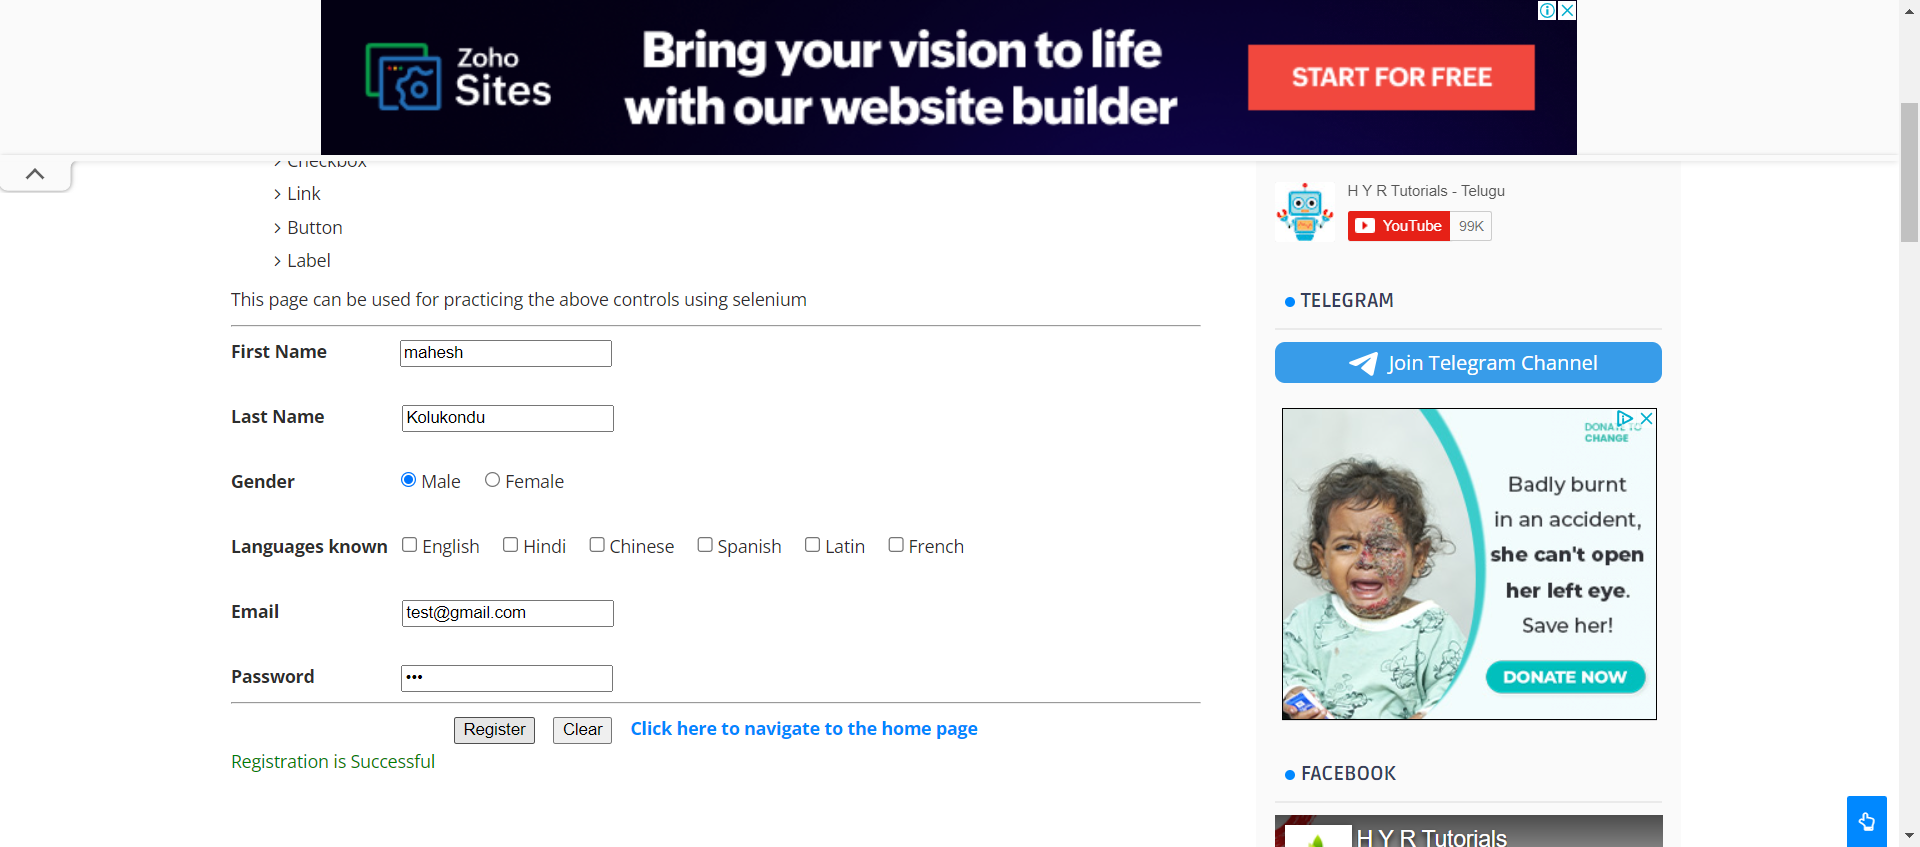 Zoho
Sites
Bring your vision to life
with our website builder
START FOR FREE
Checkbox
Link
Button
Label
This page can be used for practicing the above controls using selenium
First Name mahesh
Last Name Kolukondu
Gender Male Female
Languages known English Hindi Chinese Spanish Latin French
Email test@gmail.com
Password •••
Register Clear Click here to navigate to the home page
Registration is Successful
H Y R Tutorials - Telugu
YouTube 99K
TELEGRAM
Join Telegram Channel
DONATE TO
CHANGE
Badly burnt
in an accident,
she can't open
her left eye.
Save her!
DONATE NOW
FACEBOOK
H Y R Tutorials